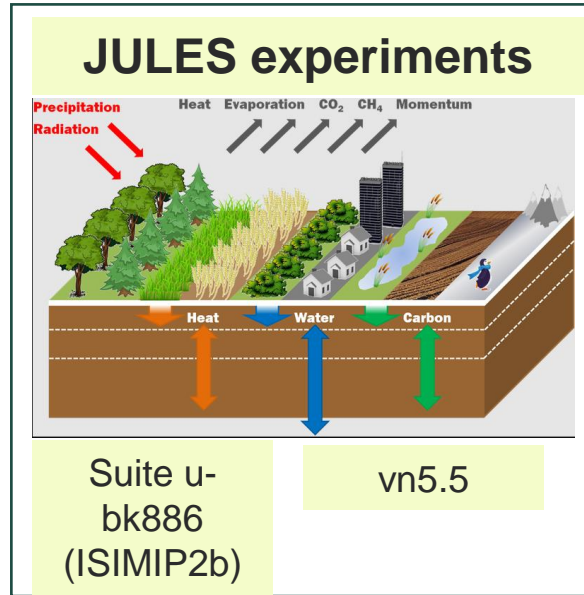 JULES experiments
Precipitation Heat Evaporation CO₂ CH₄ Momentum
Radiation
Heat Water Carbon
Suite u-
bk886
(ISIMIP2b)
vn5.5